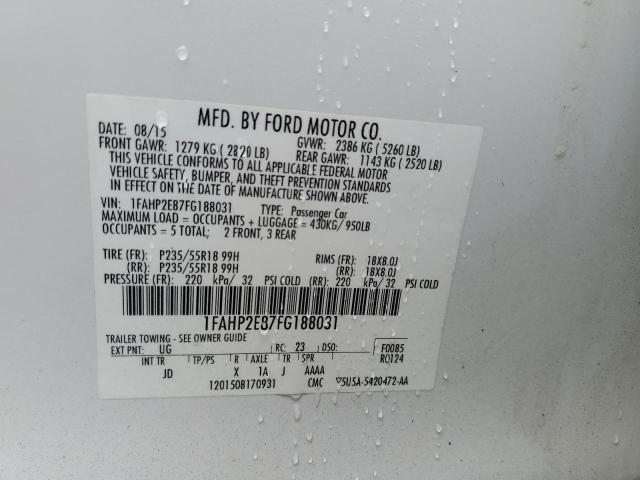 MFD. BY FORD MOTOR CO.
DATE: 08/15 GVWR: 2386 KG ( 5260 LB)
FRONT GAWR: 1279 KG ( 2820 LB) REAR GAWR: 1143 KG ( 2520 LB)
THIS VEHICLE CONFORMS TO ALL APPLICABLE FEDERAL MOTOR
VEHICLE SAFETY, BUMPER, AND THEFT PREVENTION STANDARDS
IN EFFECT ON THE DATE OF MANUFACTURE SHOWN ABOVE.
VIN: 1FAHP2E87FG188031 TYPE: Passenger Car
MAXIMUM LOAD = OCCUPANTS + LUGGAGE = 430KG/ 950LB
OCCUPANTS = 5 TOTAL; 2 FRONT, 3 REAR
TIRE (FR): P235/55R18 99H RIMS (FR): 18X8.0J
(RR): P235/55R18 99H (RR): 18X8.0J
PRESSURE (FR): 220 kPa/ 32 PSI COLD (RR): 220 kPa/ 32 PSI COLD
1FAHP2E87FG188031
TRAILER TOWING - SEE OWNER GUIDE
EXT PNT: UG RC: 23 DSO: F0085
INT TR TP/PS R AXLE TR SPR R0124
JD X 1A J AAAA
1201508170931 CMC ▽5USA-5420472-AA